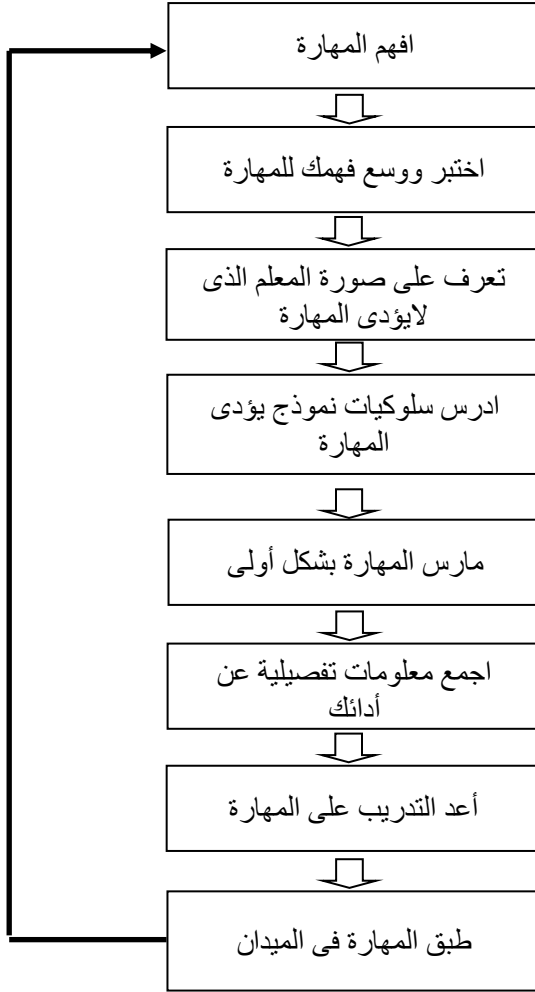 افهم المهارة
اختبر ووسع فهمك للمهارة
تعرف على صورة المعلم الذى
لايؤدى المهارة
ادرس سلوكيات نموذج يؤدى
المهارة
مارس المهارة بشكل أولى
اجمع معلومات تفصيلية عن
أدائك
أعد التدريب على المهارة
طبق المهارة فى الميدان